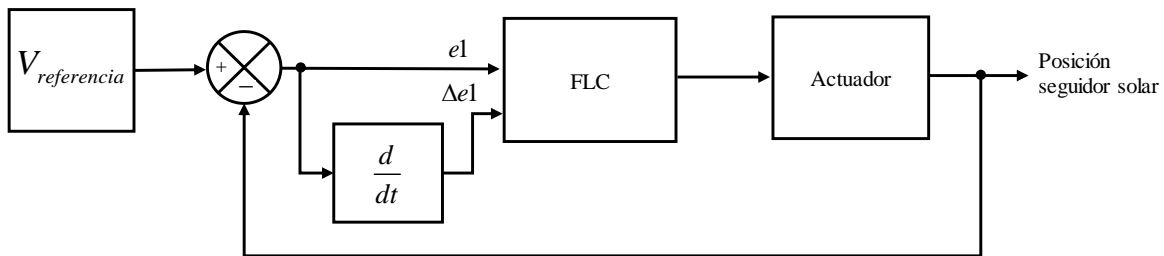 V_referencia
+
−
e1
Δe1
d
dt
FLC
Actuador
Posición
seguidor solar